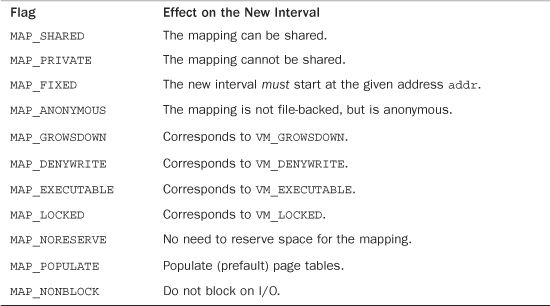 Flag Effect on the New Interval
MAP_SHARED The mapping can be shared.
MAP_PRIVATE The mapping cannot be shared.
MAP_FIXED The new interval must start at the given address addr.
MAP_ANONYMOUS The mapping is not file-backed, but is anonymous.
MAP_GROWSDOWN Corresponds to VM_GROWSDOWN.
MAP_DENYWRITE Corresponds to VM_DENYWRITE.
MAP_EXECUTABLE Corresponds to VM_EXECUTABLE.
MAP_LOCKED Corresponds to VM_LOCKED.
MAP_NORESERVE No need to reserve space for the mapping.
MAP_POPULATE Populate (prefault) page tables.
MAP_NONBLOCK Do not block on I/O.